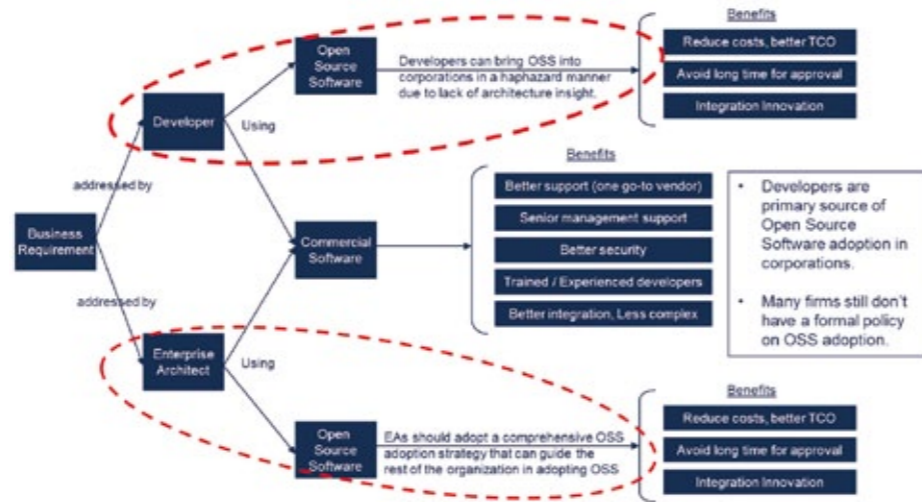 Benefits
Open
Source
Software
Developers can bring OSS into
corporations in a haphazard manner
due to lack of architecture insight.
Reduce costs, better TCO
Avoid long time for approval
Integration Innovation
Developer
Using
addressed by
Benefits
Better support (one go-to vendor)
Senior management support
Better security
Trained / Experienced developers
Better integration, Less complex
• Developers are
primary source of
Open Source
Software adoption in
corporations.
• Many firms still don't
have a formal policy
on OSS adoption.
Business
Requirement
Commercial
Software
addressed by
Enterprise
Architect
Using
Benefits
Open
Source
Software
EAs should adopt a comprehensive OSS
adoption strategy that can guide the
rest of the organization in adopting OSS
Reduce costs, better TCO
Avoid long time for approval
Integration Innovation